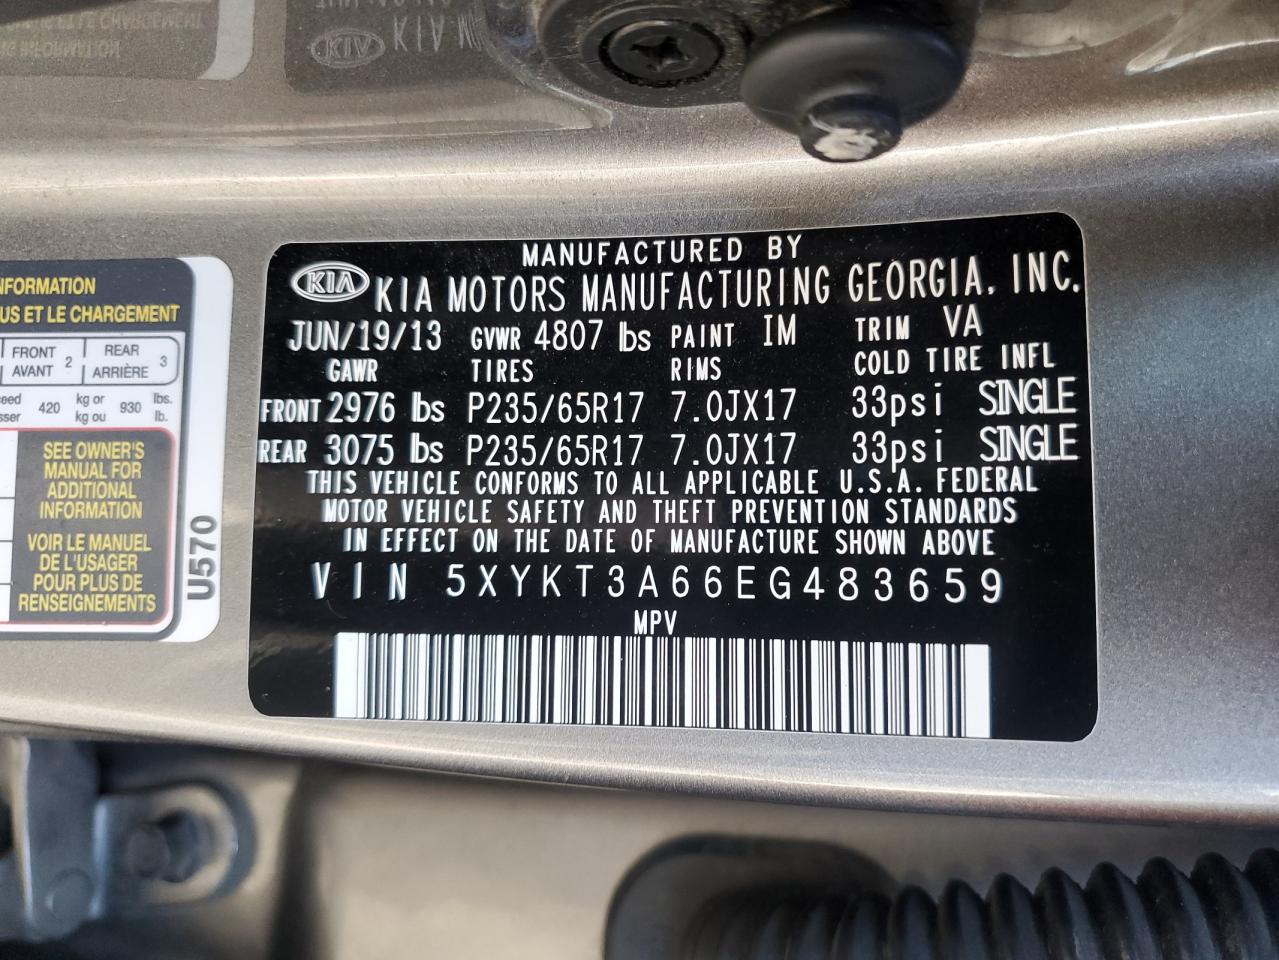 KIA
MANUFACTURED BY
KIA MOTORS MANUFACTURING GEORGIA, INC.
JUN/19/13 GVWR 4807 lbs PAINT IM TRIM VA
GAWR TIRES RIMS COLD TIRE INFL
FRONT 2976 lbs P235/65R17 7.0JX17 33psi SINGLE
REAR 3075 lbs P235/65R17 7.0JX17 33psi SINGLE
THIS VEHICLE CONFORMS TO ALL APPLICABLE U.S.A. FEDERAL
MOTOR VEHICLE SAFETY AND THEFT PREVENTION STANDARDS
IN EFFECT ON THE DATE OF MANUFACTURE SHOWN ABOVE
VIN 5XYKT3A66EG483659
MPV
NFORMATION
US ET LE CHARGEMENT
FRONT AVANT 2 REAR ARRIÈRE 3
420 kg or kg ou 930 lbs. lb.
SEE OWNER'S
MANUAL FOR
ADDITIONAL
INFORMATION
VOIR LE MANUEL
DE L'USAGER
POUR PLUS DE
RENSEIGNEMENTS
U570